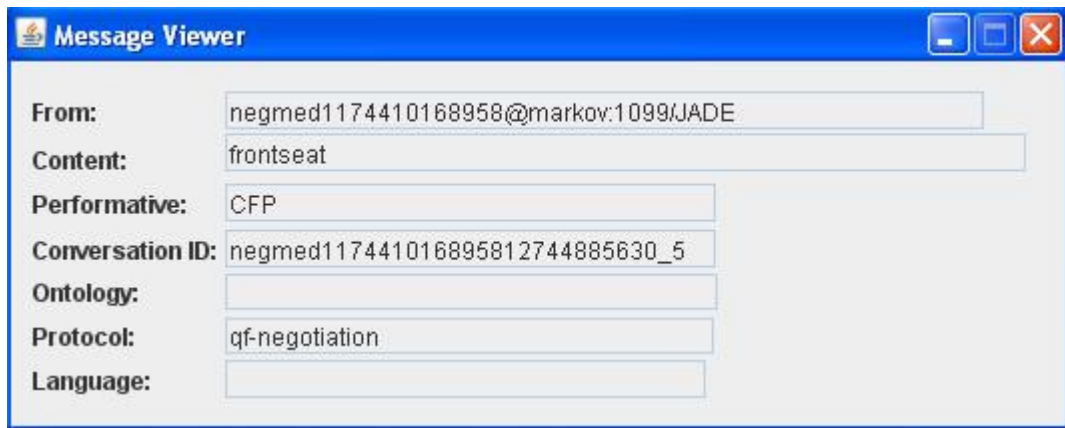 Message Viewer
From: negmed1174410168958@markov:1099/JADE
Content: frontseat
Performative: CFP
Conversation ID: negmed117441016895812744885630_5
Ontology:
Protocol: qf-negotiation
Language: